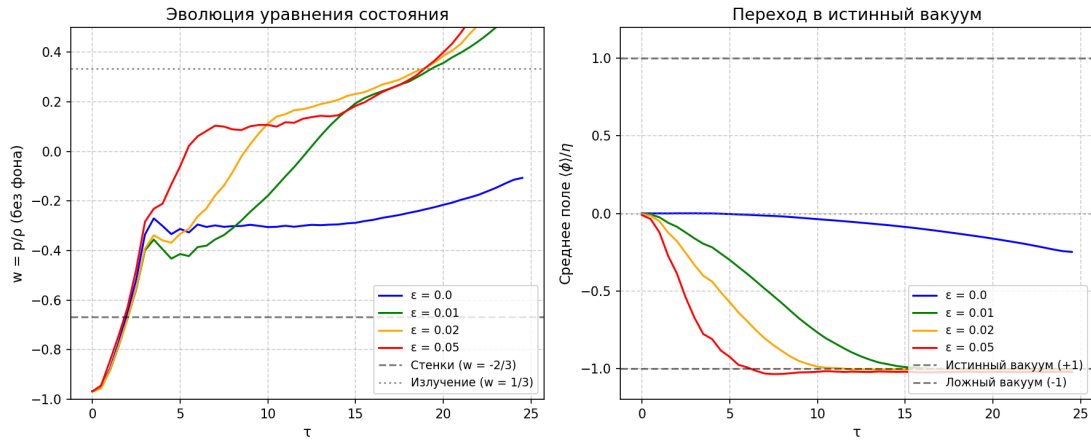 Эволюция уравнения состояния
w = p/ρ (без фона)
0.4
0.2
0.0
−0.2
−0.4
−0.6
−0.8
−1.0
ε = 0.0
ε = 0.01
ε = 0.02
ε = 0.05
Стенки (w = -2/3)
Излучение (w = 1/3)
0 5 10 15 20 25
τ
Переход в истинный вакуум
Среднее поле ⟨ϕ⟩/η
1.0
0.5
0.0
−0.5
−1.0
ε = 0.0
ε = 0.01
ε = 0.02
ε = 0.05
Истинный вакуум (+1)
Ложный вакуум (-1)
0 5 10 15 20 25
τ